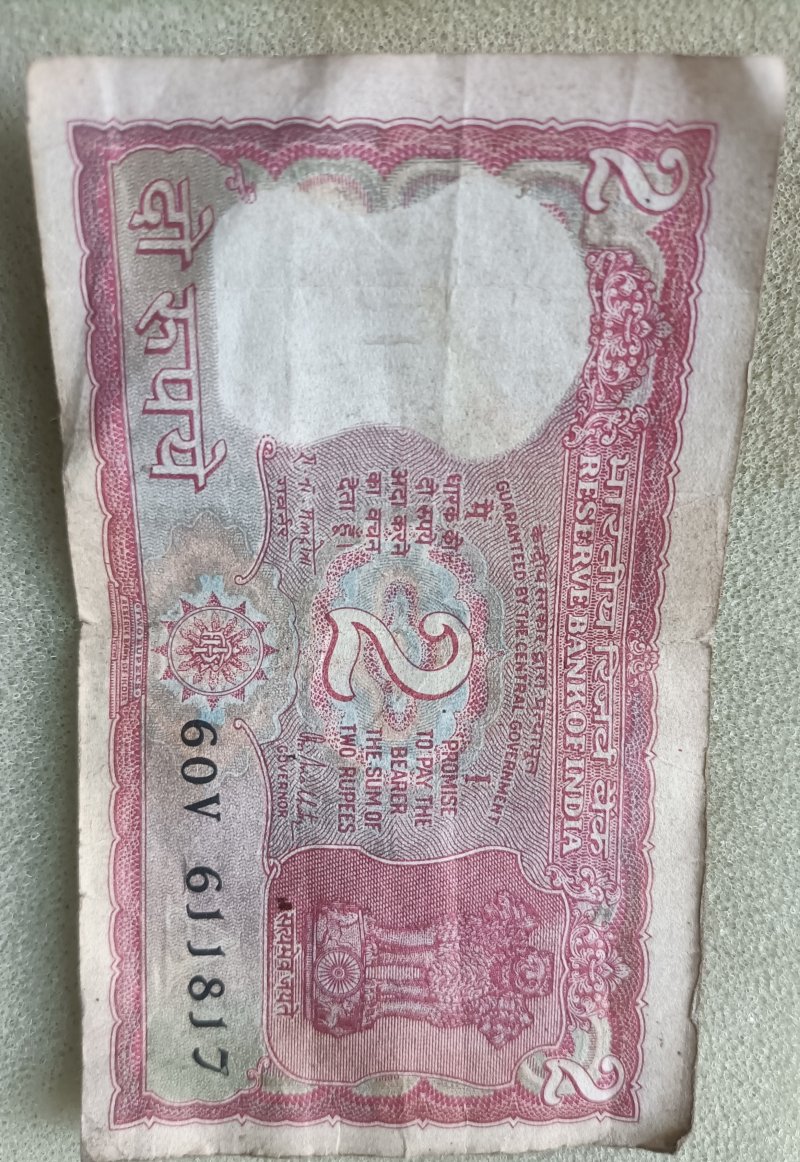 भारतीय रिज़र्व बैंक
RESERVE BANK OF INDIA
2
2
केन्द्रीय सरकार द्वारा प्रत्याभूत
GUARANTEED BY THE CENTRAL GOVERNMENT
मैं
धारक को
दो रुपये
अदा करने
का वचन
देता हूँ।
गवर्नर
2
I
PROMISE
TO PAY THE
BEARER
THE SUM OF
TWO RUPEES
GOVERNOR
सत्यमेव जयते
दो रुपये
60V 611817